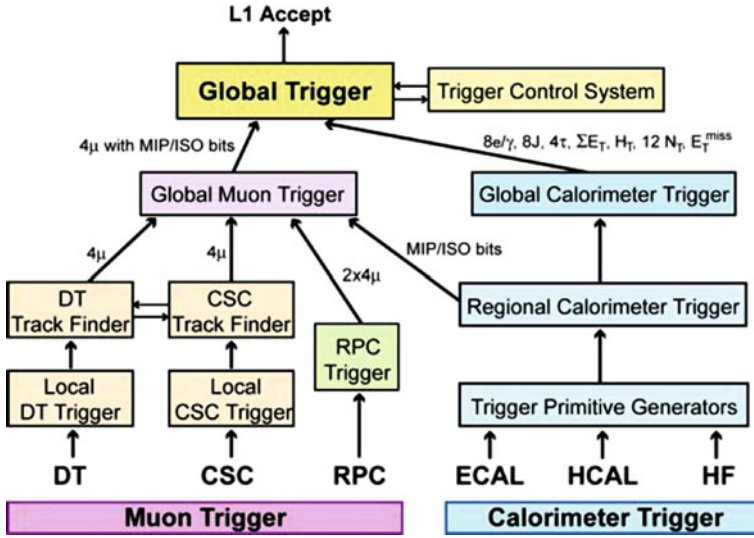 L1 Accept
Global Trigger
Trigger Control System
4μ with MIP/ISO bits
8e/γ, 8J, 4τ, ΣE_T, H_T, 12 N_T, E_T^miss
Global Muon Trigger
Global Calorimeter Trigger
4μ
4μ
2x4μ
MIP/ISO bits
DT
Track Finder
CSC
Track Finder
Regional Calorimeter Trigger
RPC
Trigger
Local
DT Trigger
Local
CSC Trigger
Trigger Primitive Generators
DT
CSC
RPC
ECAL
HCAL
HF
Muon Trigger
Calorimeter Trigger